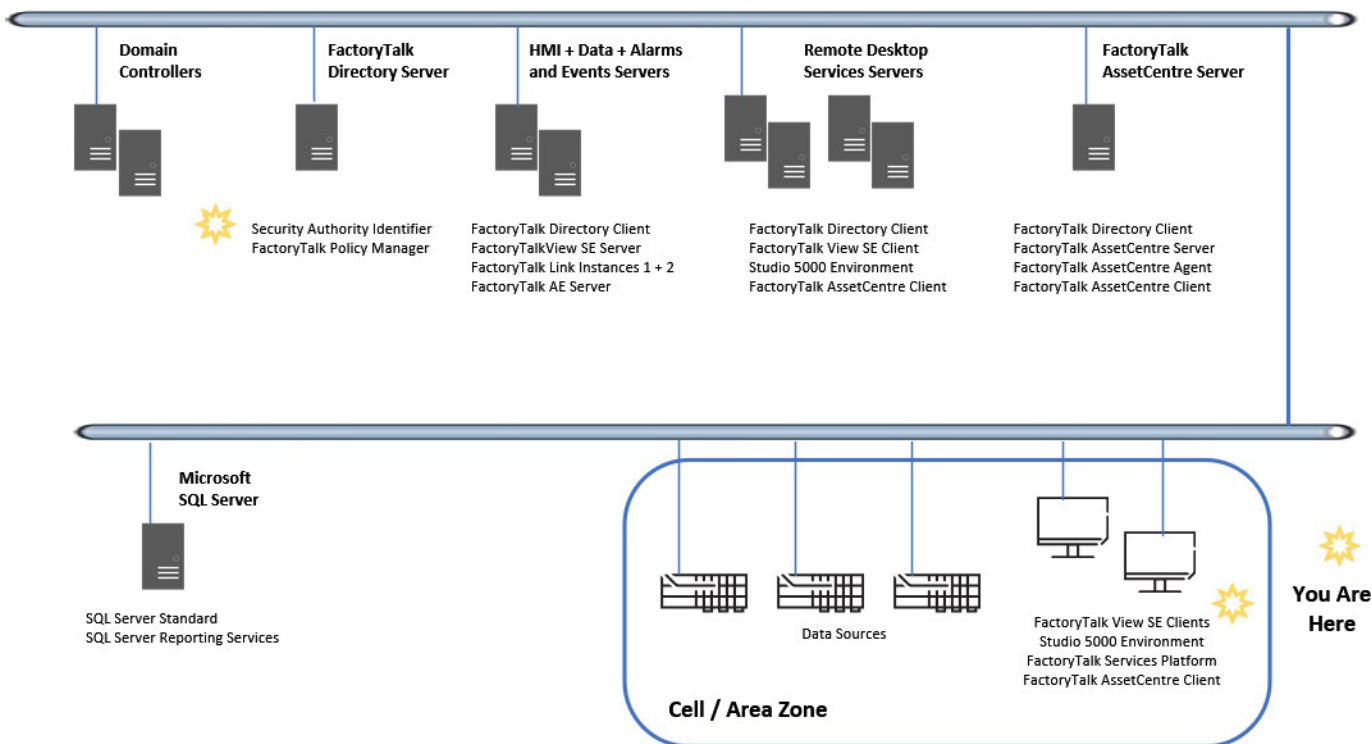 Domain
Controllers
FactoryTalk
Directory Server
HMI + Data + Alarms
and Events Servers
Remote Desktop
Services Servers
FactoryTalk
AssetCentre Server
Security Authority Identifier
FactoryTalk Policy Manager
FactoryTalk Directory Client
FactoryTalkView SE Server
FactoryTalk Link Instances 1 + 2
FactoryTalk AE Server
FactoryTalk Directory Client
FactoryTalk View SE Client
Studio 5000 Environment
FactoryTalk AssetCentre Client
FactoryTalk Directory Client
FactoryTalk AssetCentre Server
FactoryTalk AssetCentre Agent
FactoryTalk AssetCentre Client
Microsoft
SQL Server
SQL Server Standard
SQL Server Reporting Services
Data Sources
FactoryTalk View SE Clients
Studio 5000 Environment
FactoryTalk Services Platform
FactoryTalk AssetCentre Client
You Are
Here
Cell / Area Zone